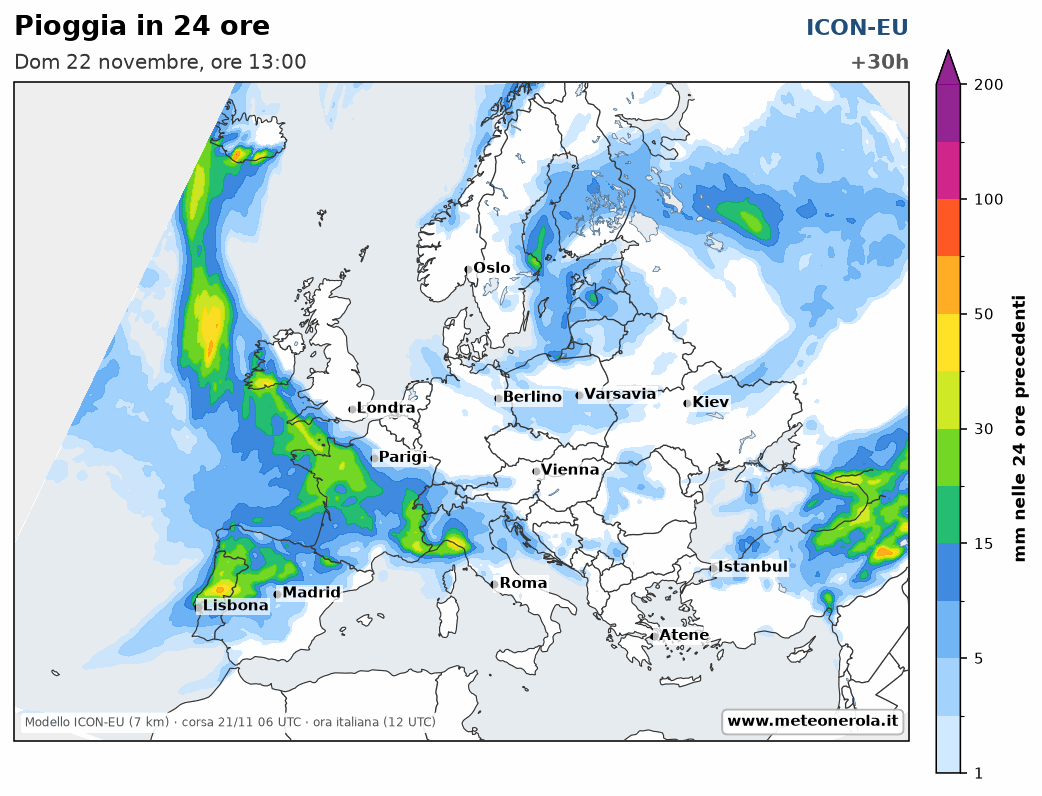 Pioggia in 24 ore
ICON-EU
Dom 22 novembre, ore 13:00
+30h
200
100
50
30
15
5
1
mm nelle 24 ore precedenti
Oslo
Londra
Berlino
Varsavia
Kiev
Parigi
Vienna
Istanbul
Roma
Madrid
Lisbona
Atene
Modello ICON-EU (7 km) · corsa 21/11 06 UTC · ora italiana (12 UTC)
www.meteonerola.it